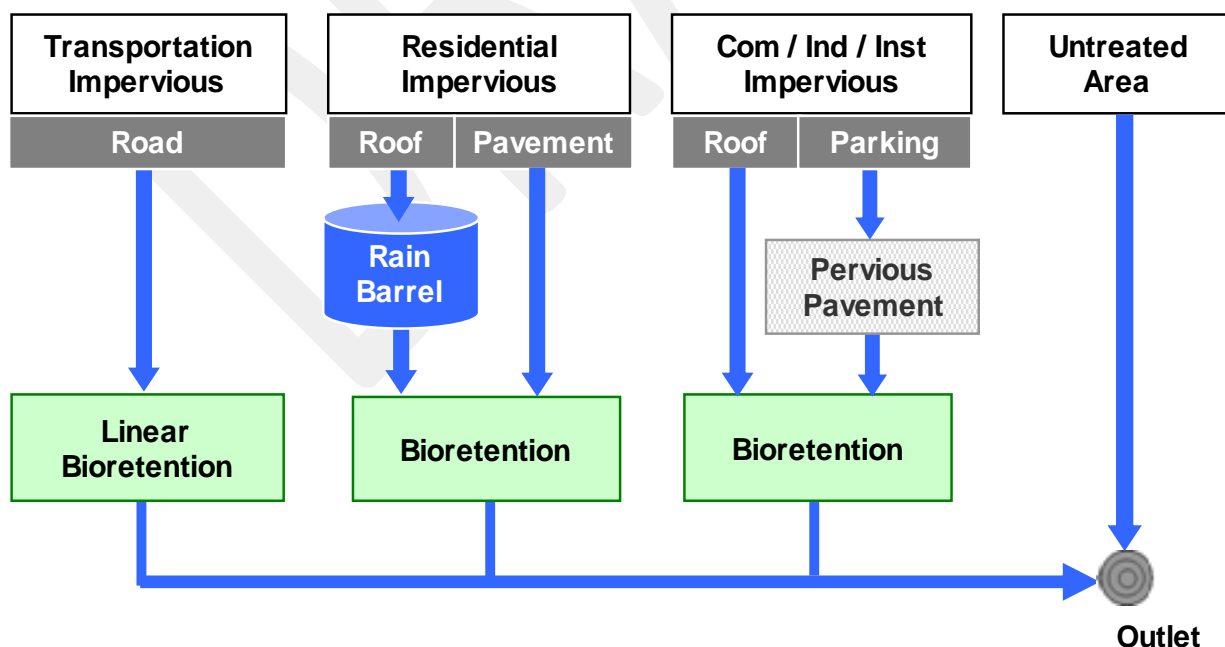 Transportation
Impervious
Residential
Impervious
Com / Ind / Inst
Impervious
Untreated
Area
Road
Roof
Pavement
Roof
Parking
Rain
Barrel
Pervious
Pavement
Linear
Bioretention
Bioretention
Bioretention
Outlet